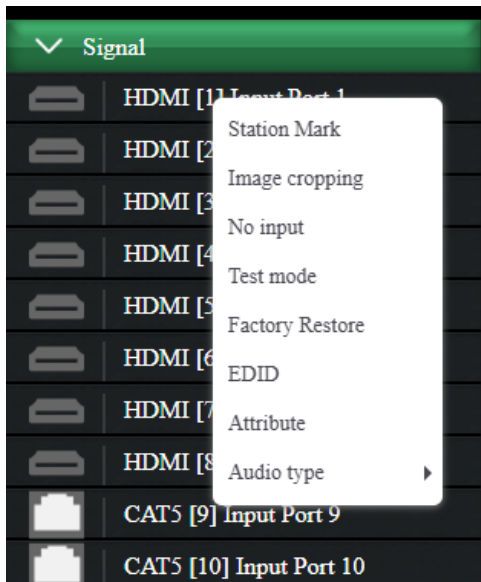 Signal
HDMI [1] Input Port 1
Station Mark
HDMI [2
Image cropping
HDMI [3
No input
HDMI [4
Test mode
HDMI [5
Factory Restore
HDMI [6
EDID
HDMI [7
Attribute
HDMI [8
Audio type
CAT5 [9] Input Port 9
CAT5 [10] Input Port 10